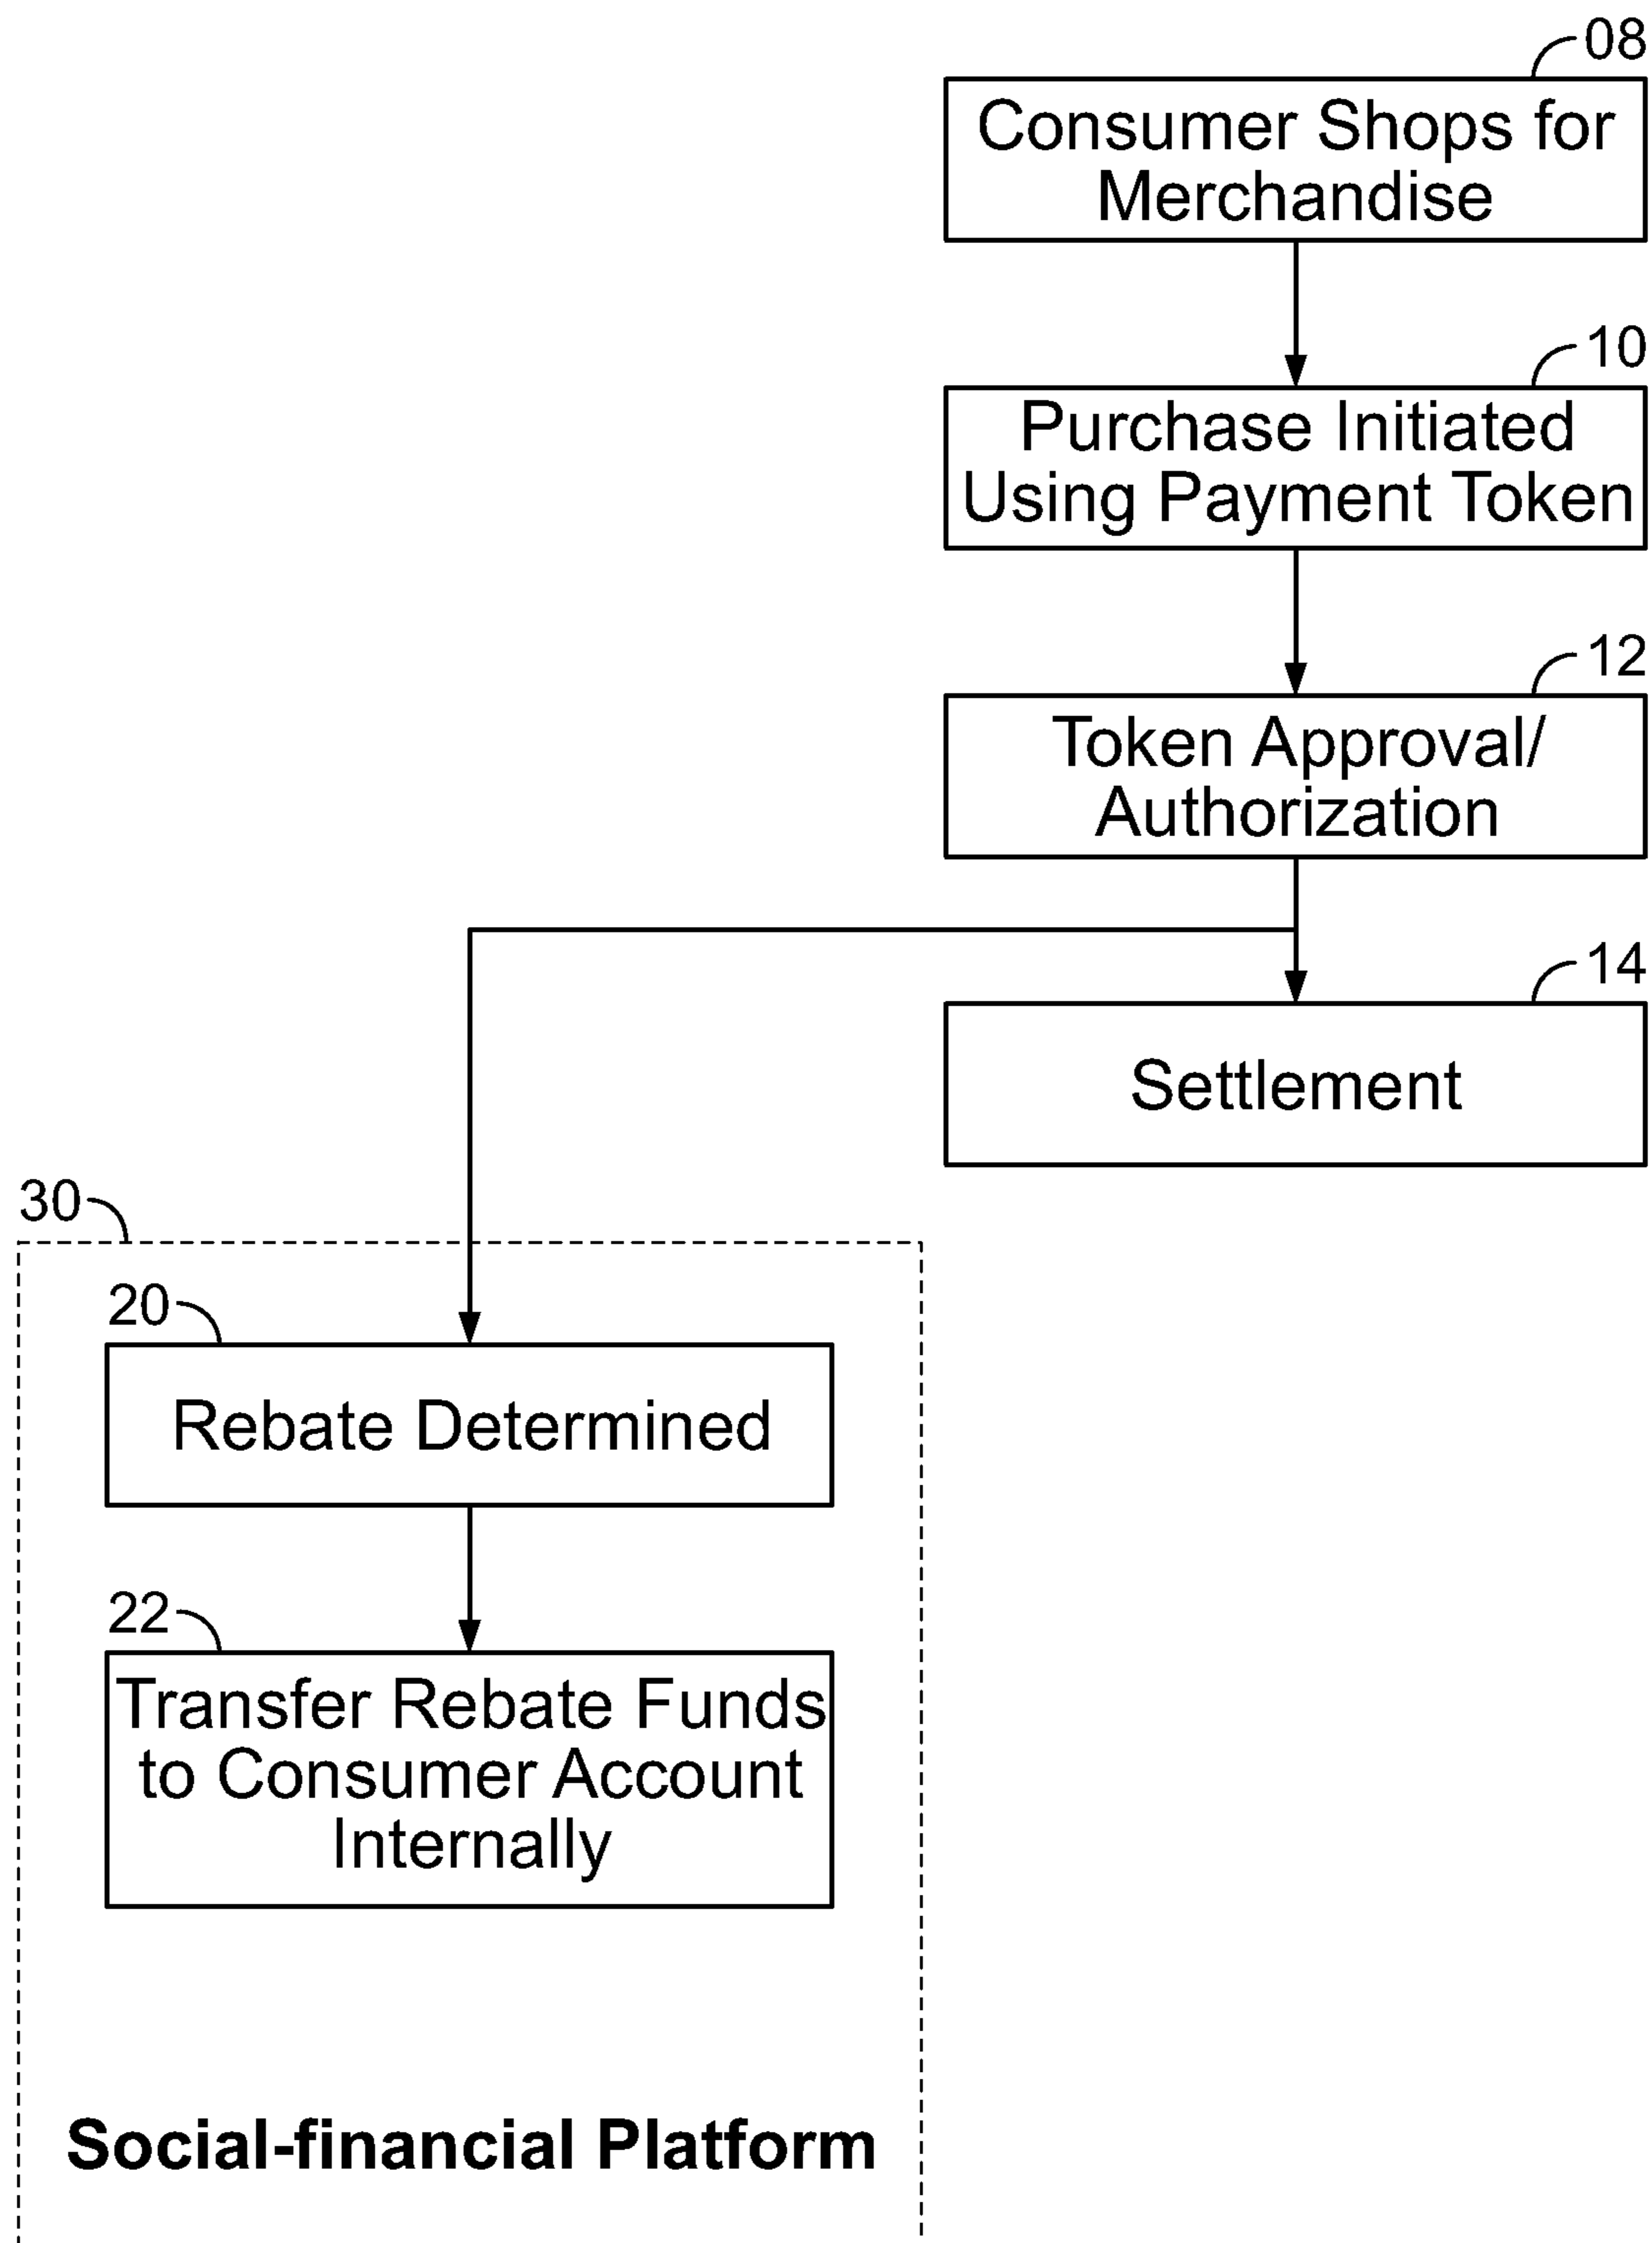 08
Consumer Shops for
Merchandise
10
Purchase Initiated
Using Payment Token
12
Token Approval/
Authorization
14
Settlement
30
20
Rebate Determined
22
Transfer Rebate Funds
to Consumer Account
Internally
Social-financial Platform